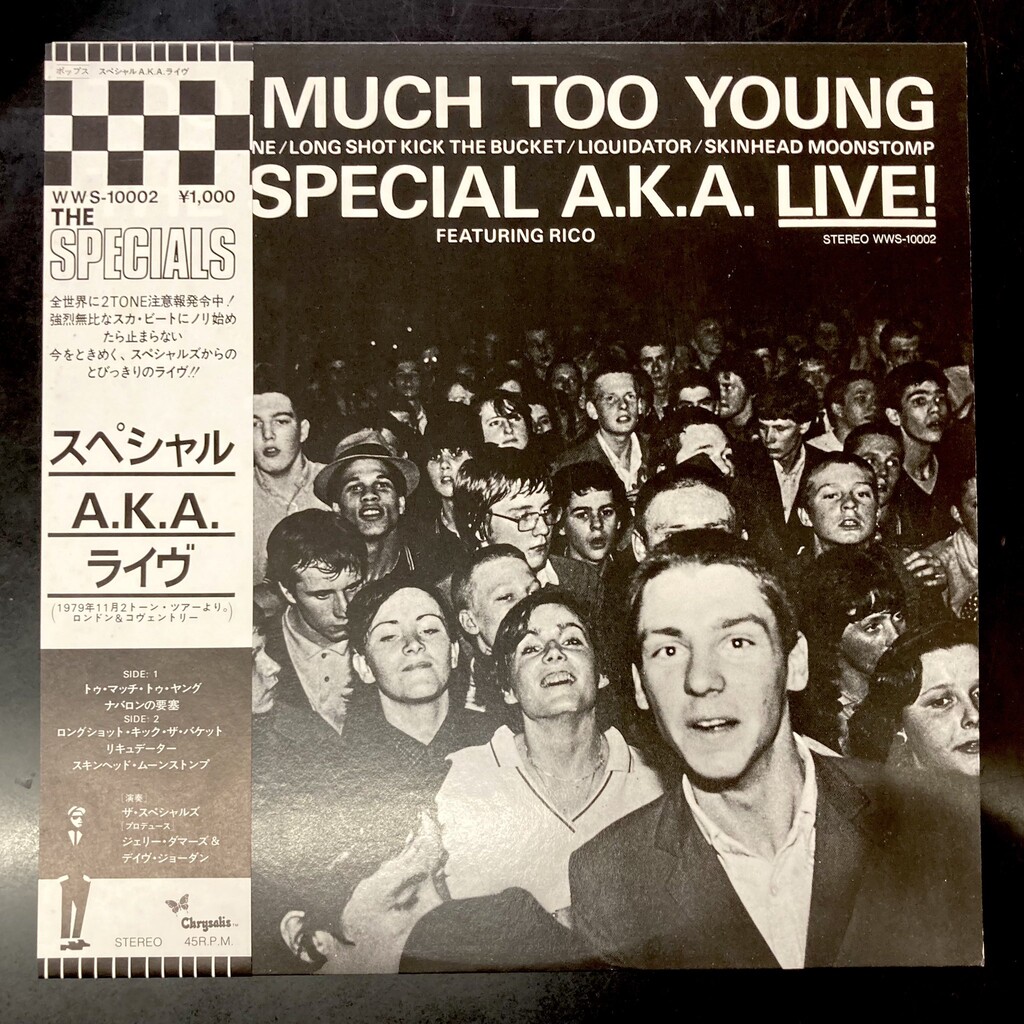 ポップス スペシャルA.K.A.ライヴ
WWS-10002 ¥1,000
THE
SPECIALS
全世界に2TONE注意報発令中!
強烈無比なスカ・ビートにノリ始め
たら止まらない
今をときめく、スペシャルズからの
とびっきりのライヴ!!
スペシャル
A.K.A.
ライヴ
(1979年11月2トーン・ツアーより。
ロンドン&コヴェントリー)
SIDE: 1
トゥ・マッチ・トゥ・ヤング
ナバロンの要塞
SIDE: 2
ロングショット・キック・ザ・バケット
リキュデーター
スキンヘッド・ムーンストンプ
[演奏]
ザ・スペシャルズ
[プロデュース]
ジェリー・ダマーズ&
デイヴ・ジョーダン
Chrysalis TM
STEREO 45R.P.M.
MUCH TOO YOUNG
NE/LONG SHOT KICK THE BUCKET/LIQUIDATOR/SKINHEAD MOONSTOMP
SPECIAL A.K.A. LIVE!
FEATURING RICO
STEREO WWS-10002